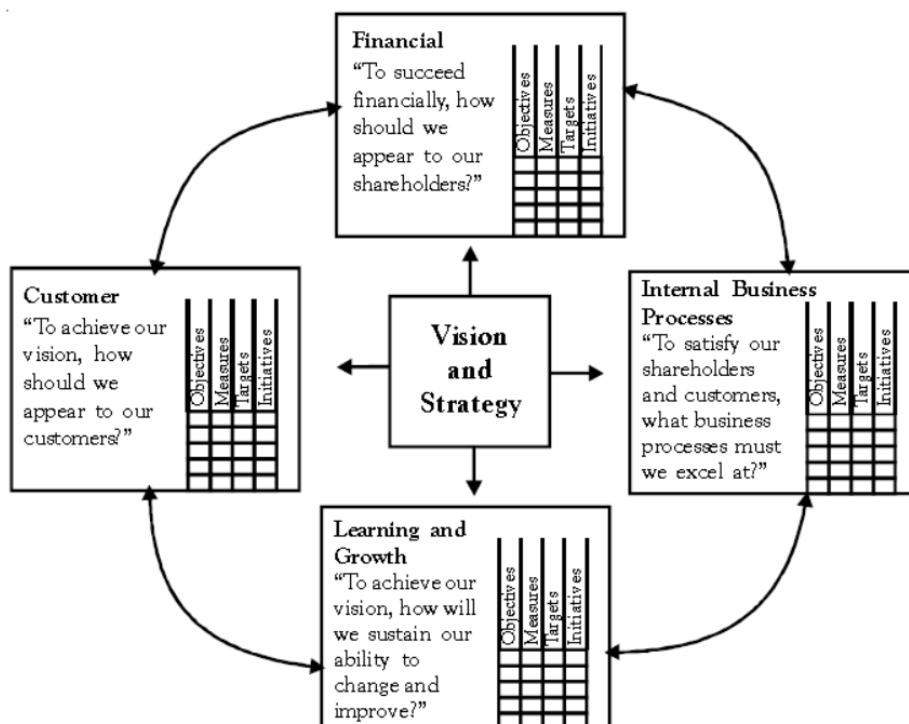 Financial
“To succeed
financially, how
should we
appear to our
shareholders?”
Objectives
Measures
Targets
Initiatives
Customer
“To achieve our
vision, how
should we
appear to our
customers?”
Objectives
Measures
Targets
Initiatives
Vision
and
Strategy
Internal Business
Processes
“To satisfy our
shareholders
and customers,
what business
processes must
we excel at?”
Objectives
Measures
Targets
Initiatives
Learning and
Growth
“To achieve our
vision, how will
we sustain our
ability to
change and
improve?”
Objectives
Measures
Targets
Initiatives